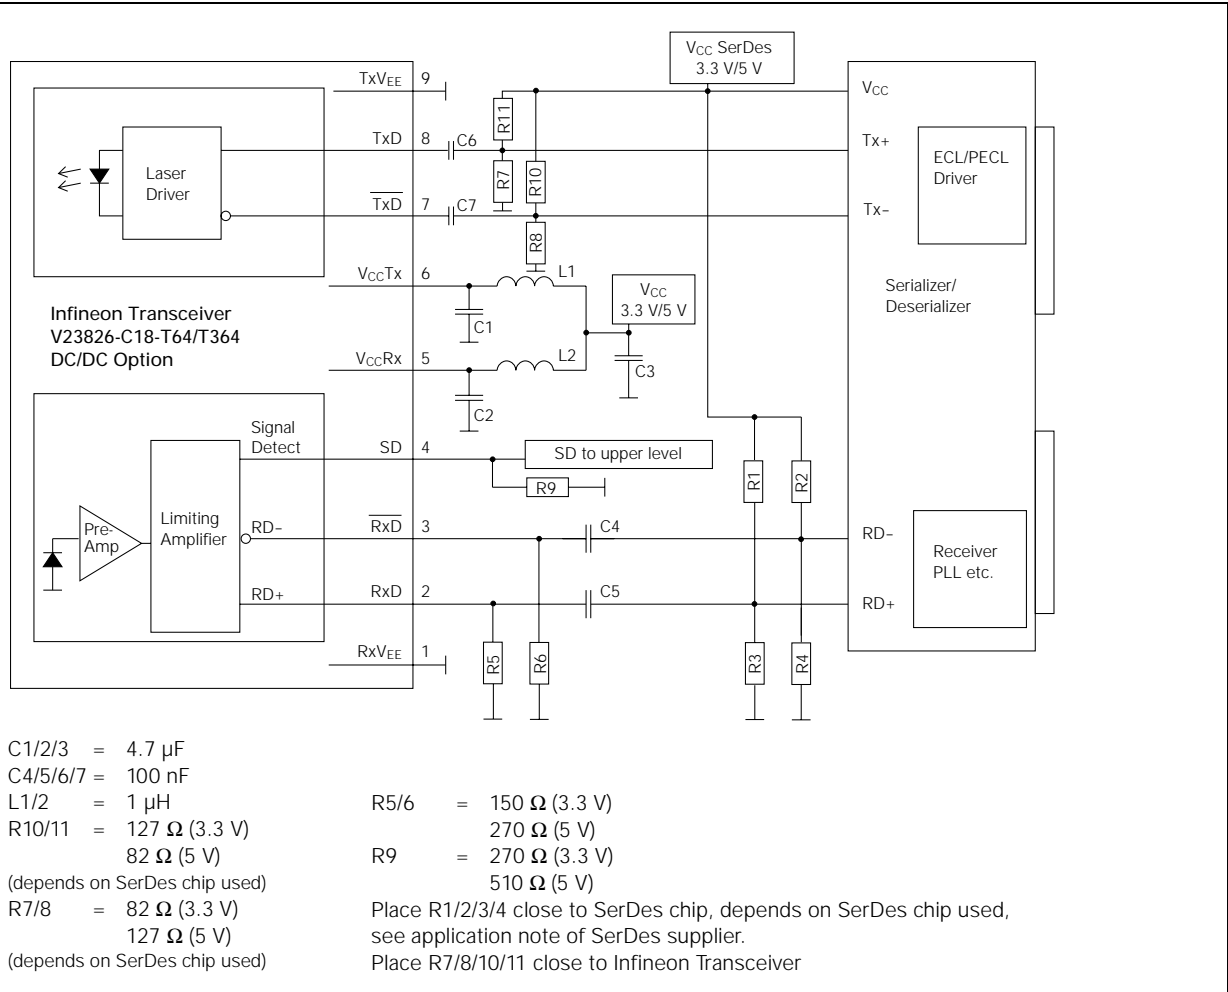 V_CC SerDes
3.3 V/5 V
TxV_EE 9
V_CC
R11
TxD 8 C6
Tx+
ECL/PECL
Driver
Laser
Driver
R7
R10
TxD 7 C7
Tx–
R8
V_CCTx 6 L1
V_CC
3.3 V/5 V
Serializer/
Deserializer
Infineon Transceiver
V23826-C18-T64/T364
DC/DC Option
C1
V_CCRx 5 L2
C3
C2
Signal
Detect
SD 4
SD to upper level
R9
R1
R2
Pre-
Amp
Limiting
Amplifier
RD–
RxD 3 C4
RD–
Receiver
PLL etc.
RD+
RxD 2 C5
RD+
RxV_EE 1
R5
R6
R3
R4
C1/2/3 = 4.7 µF
C4/5/6/7 = 100 nF
L1/2 = 1 µH
R10/11 = 127 Ω (3.3 V)
82 Ω (5 V)
(depends on SerDes chip used)
R7/8 = 82 Ω (3.3 V)
127 Ω (5 V)
(depends on SerDes chip used)
R5/6 = 150 Ω (3.3 V)
270 Ω (5 V)
R9 = 270 Ω (3.3 V)
510 Ω (5 V)
Place R1/2/3/4 close to SerDes chip, depends on SerDes chip used,
see application note of SerDes supplier.
Place R7/8/10/11 close to Infineon Transceiver